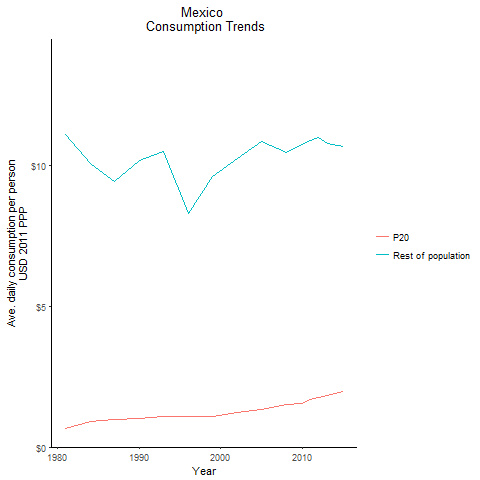 Mexico
Consumption Trends
Ave. daily consumption per person
USD 2011 PPP
$10
$5
$0
1980
1990
2000
2010
Year
P20
Rest of population